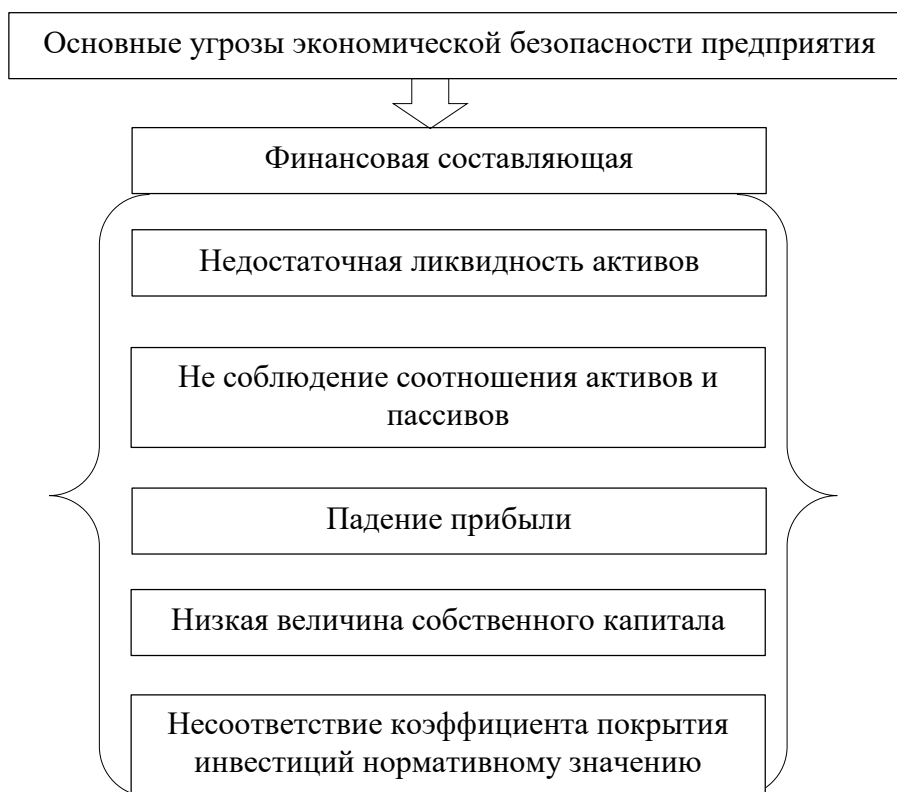 Основные угрозы экономической безопасности предприятия
Финансовая составляющая
Недостаточная ликвидность активов
Не соблюдение соотношения активов и
пассивов
Падение прибыли
Низкая величина собственного капитала
Несоответствие коэффициента покрытия
инвестиций нормативному значению